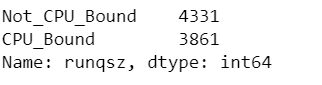 Not_CPU_Bound    4331
CPU_Bound        3861
Name: runqsz, dtype: int64